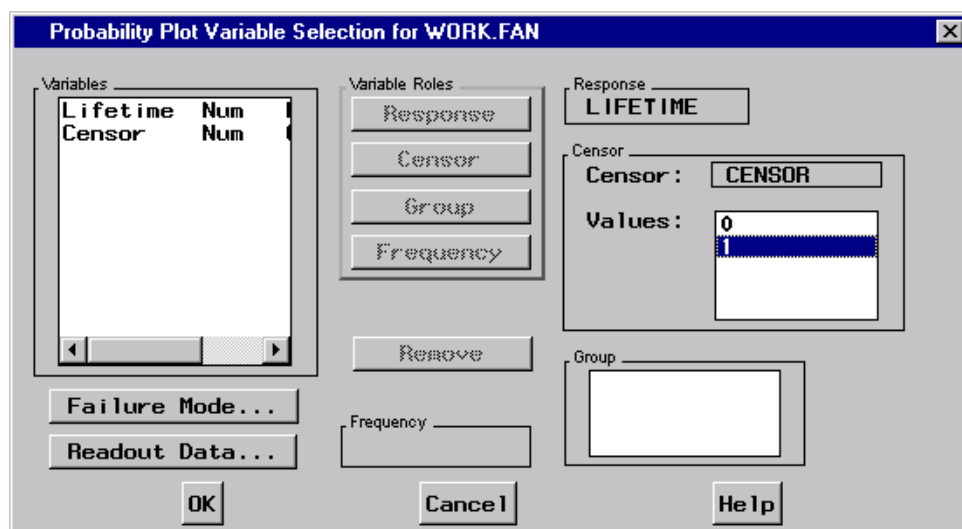 Probability Plot Variable Selection for WORK.FAN
Variables
Lifetime Num
Censor Num
Failure Mode...
Readout Data...
OK
Variable Roles
Response
Censor
Group
Frequency
Remove
Frequency
Cancel
Response
LIFETIME
Censor
Censor: CENSOR
Values: 0
1
Group
Help